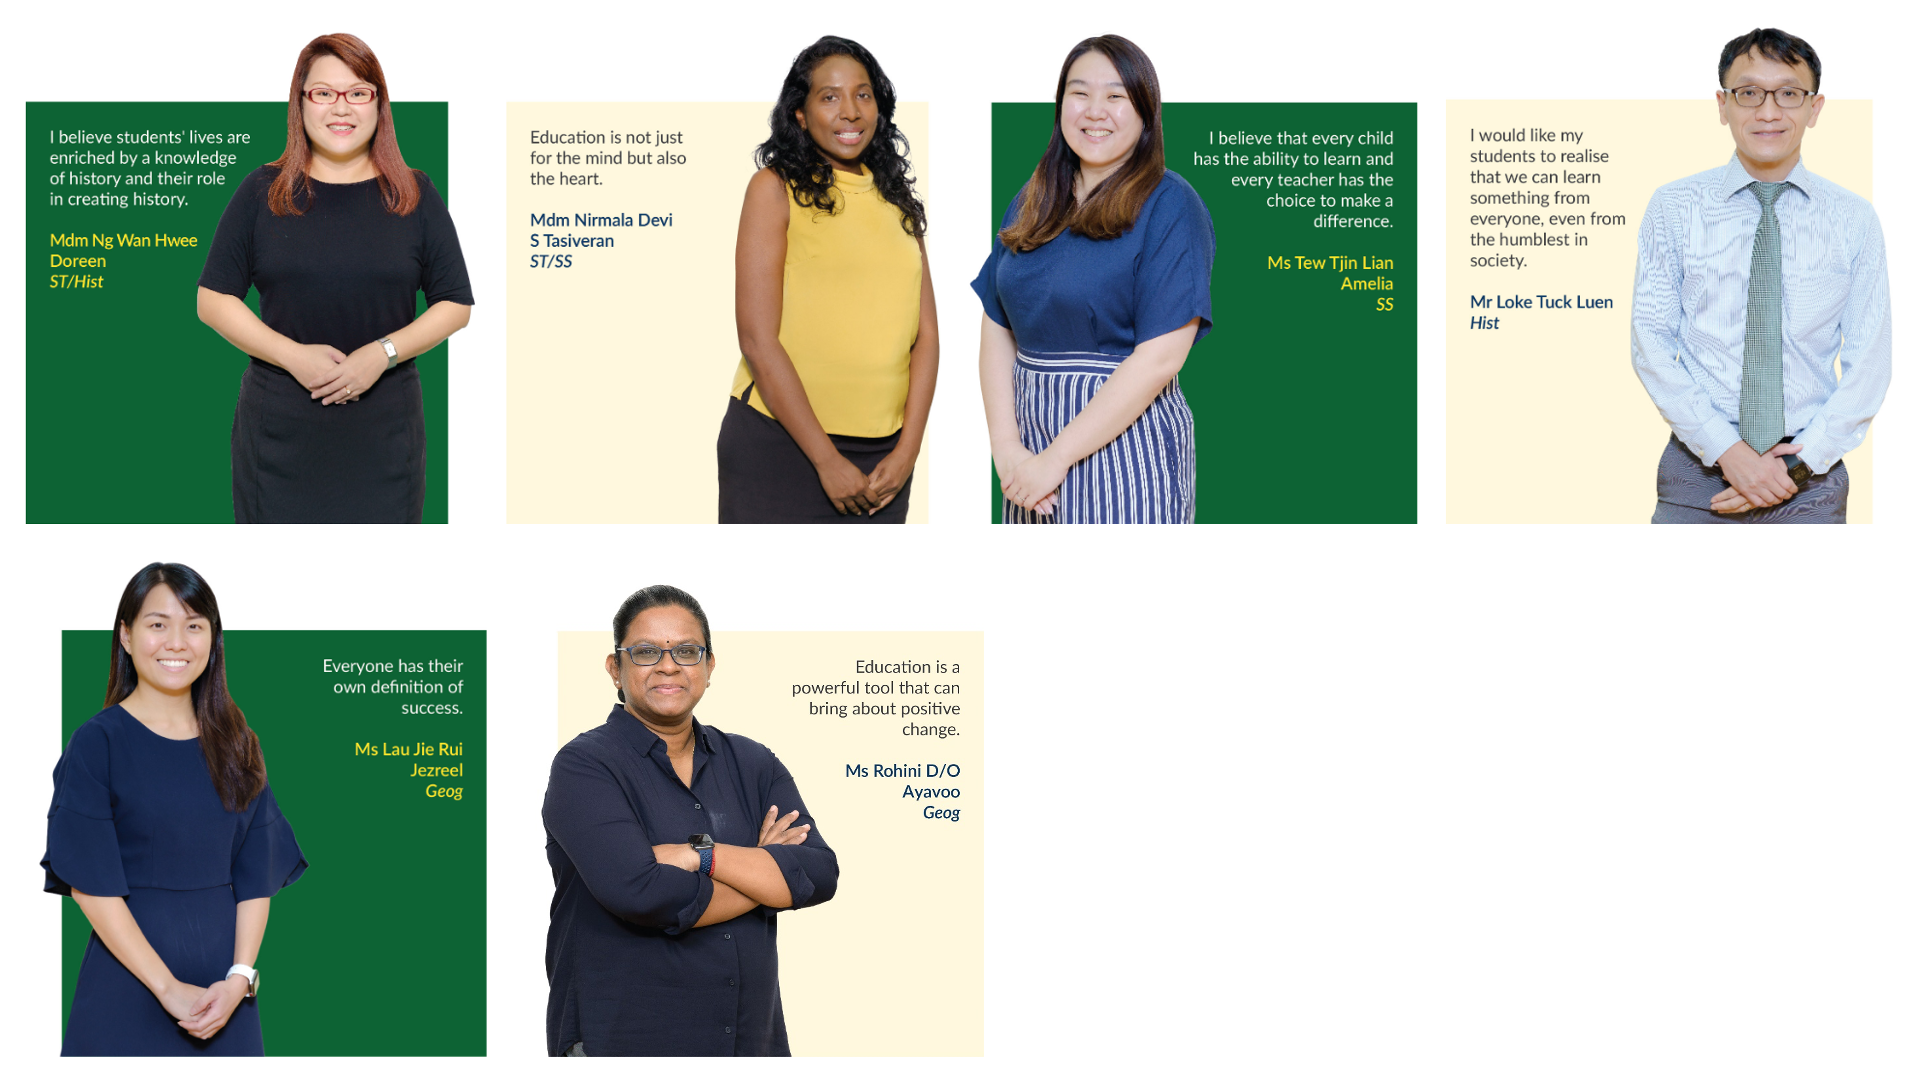 I believe students' lives are
enriched by a knowledge
of history and their role
in creating history.
Mdm Ng Wan Hwee
Doreen
ST/Hist
Education is not just
for the mind but also
the heart.
Mdm Nirmala Devi
S Tasiveran
ST/SS
I believe that every child
has the ability to learn and
every teacher has the
choice to make a
difference.
Ms Tew Tjin Lian
Amelia
SS
I would like my
students to realise
that we can learn
something from
everyone, even from
the humblest in
society.
Mr Loke Tuck Luen
Hist
Everyone has their
own definition of
success.
Ms Lau Jie Rui
Jezreel
Geog
Education is a
powerful tool that can
bring about positive
change.
Ms Rohini D/O
Ayavoo
Geog